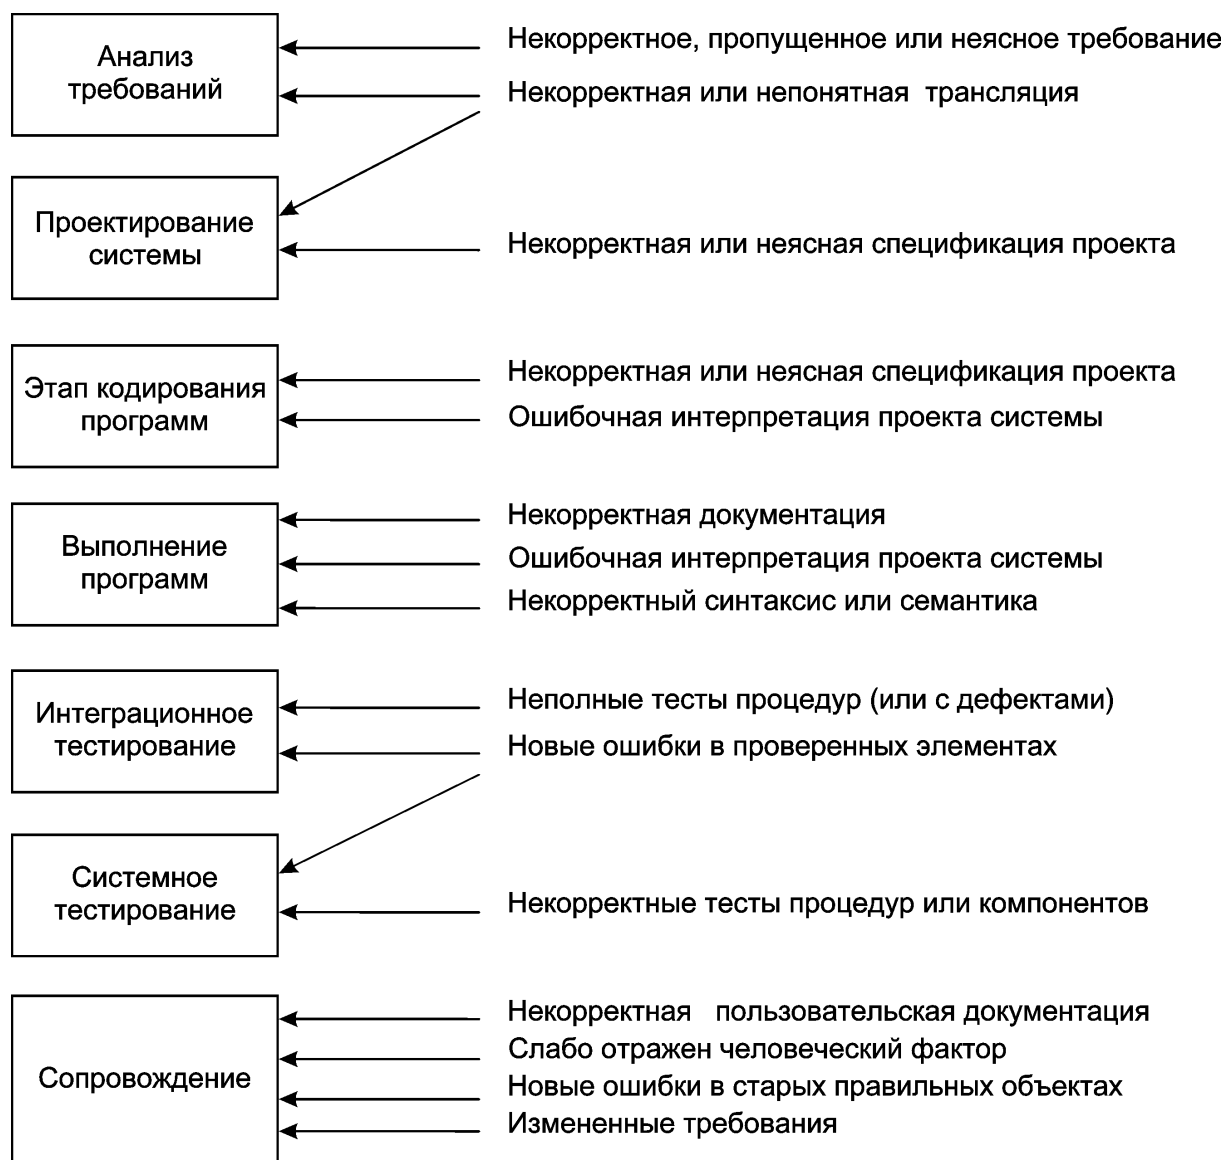 Анализ
требований
Некорректное, пропущенное или неясное требование
Некорректная или непонятная трансляция
Проектирование
системы
Некорректная или неясная спецификация проекта
Этап кодирования
программ
Некорректная или неясная спецификация проекта
Ошибочная интерпретация проекта системы
Выполнение
программ
Некорректная документация
Ошибочная интерпретация проекта системы
Некорректный синтаксис или семантика
Интеграционное
тестирование
Неполные тесты процедур (или с дефектами)
Новые ошибки в проверенных элементах
Системное
тестирование
Некорректные тесты процедур или компонентов
Сопровождение
Некорректная пользовательская документация
Слабо отражен человеческий фактор
Новые ошибки в старых правильных объектах
Измененные требования